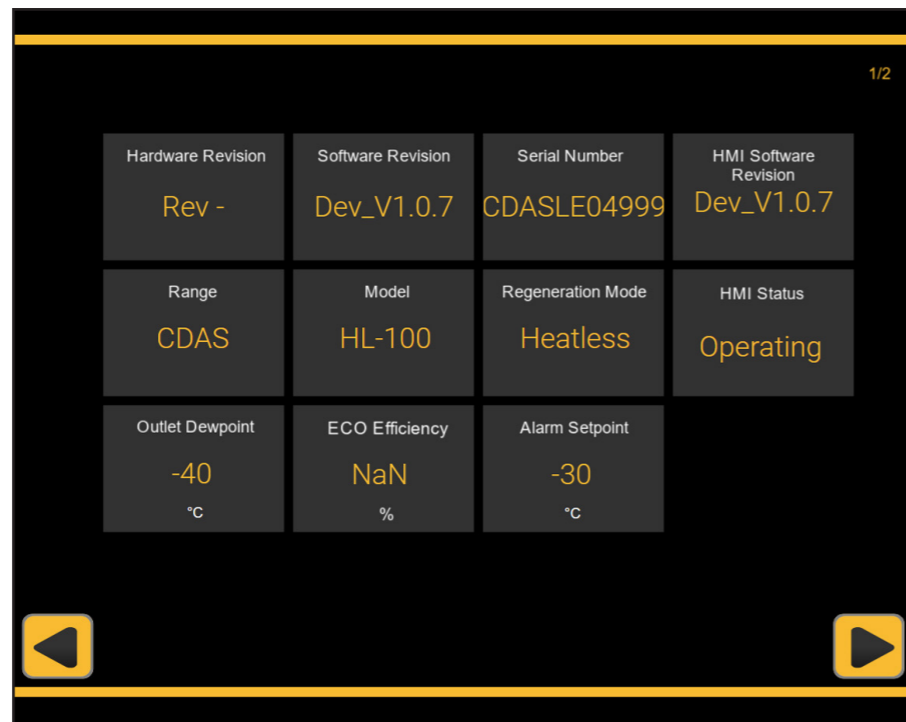 1/2
Hardware Revision
Rev -
Software Revision
Dev_V1.0.7
Serial Number
CDASLE04999
HMI Software
Revision
Dev_V1.0.7
Range
CDAS
Model
HL-100
Regeneration Mode
Heatless
HMI Status
Operating
Outlet Dewpoint
-40
°C
ECO Efficiency
NaN
%
Alarm Setpoint
-30
°C